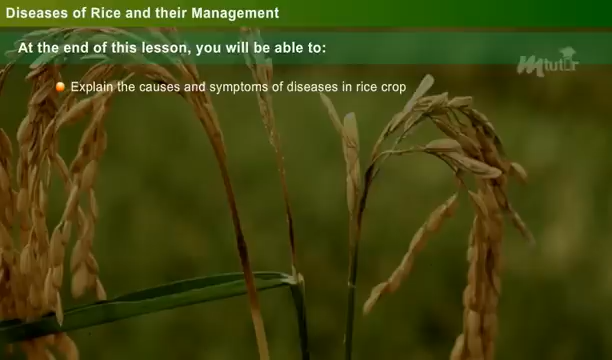 Diseases of Rice and their Management
At the end of this lesson, you will be able to:
Mtutor
Explain the causes and symptoms of diseases in rice crop